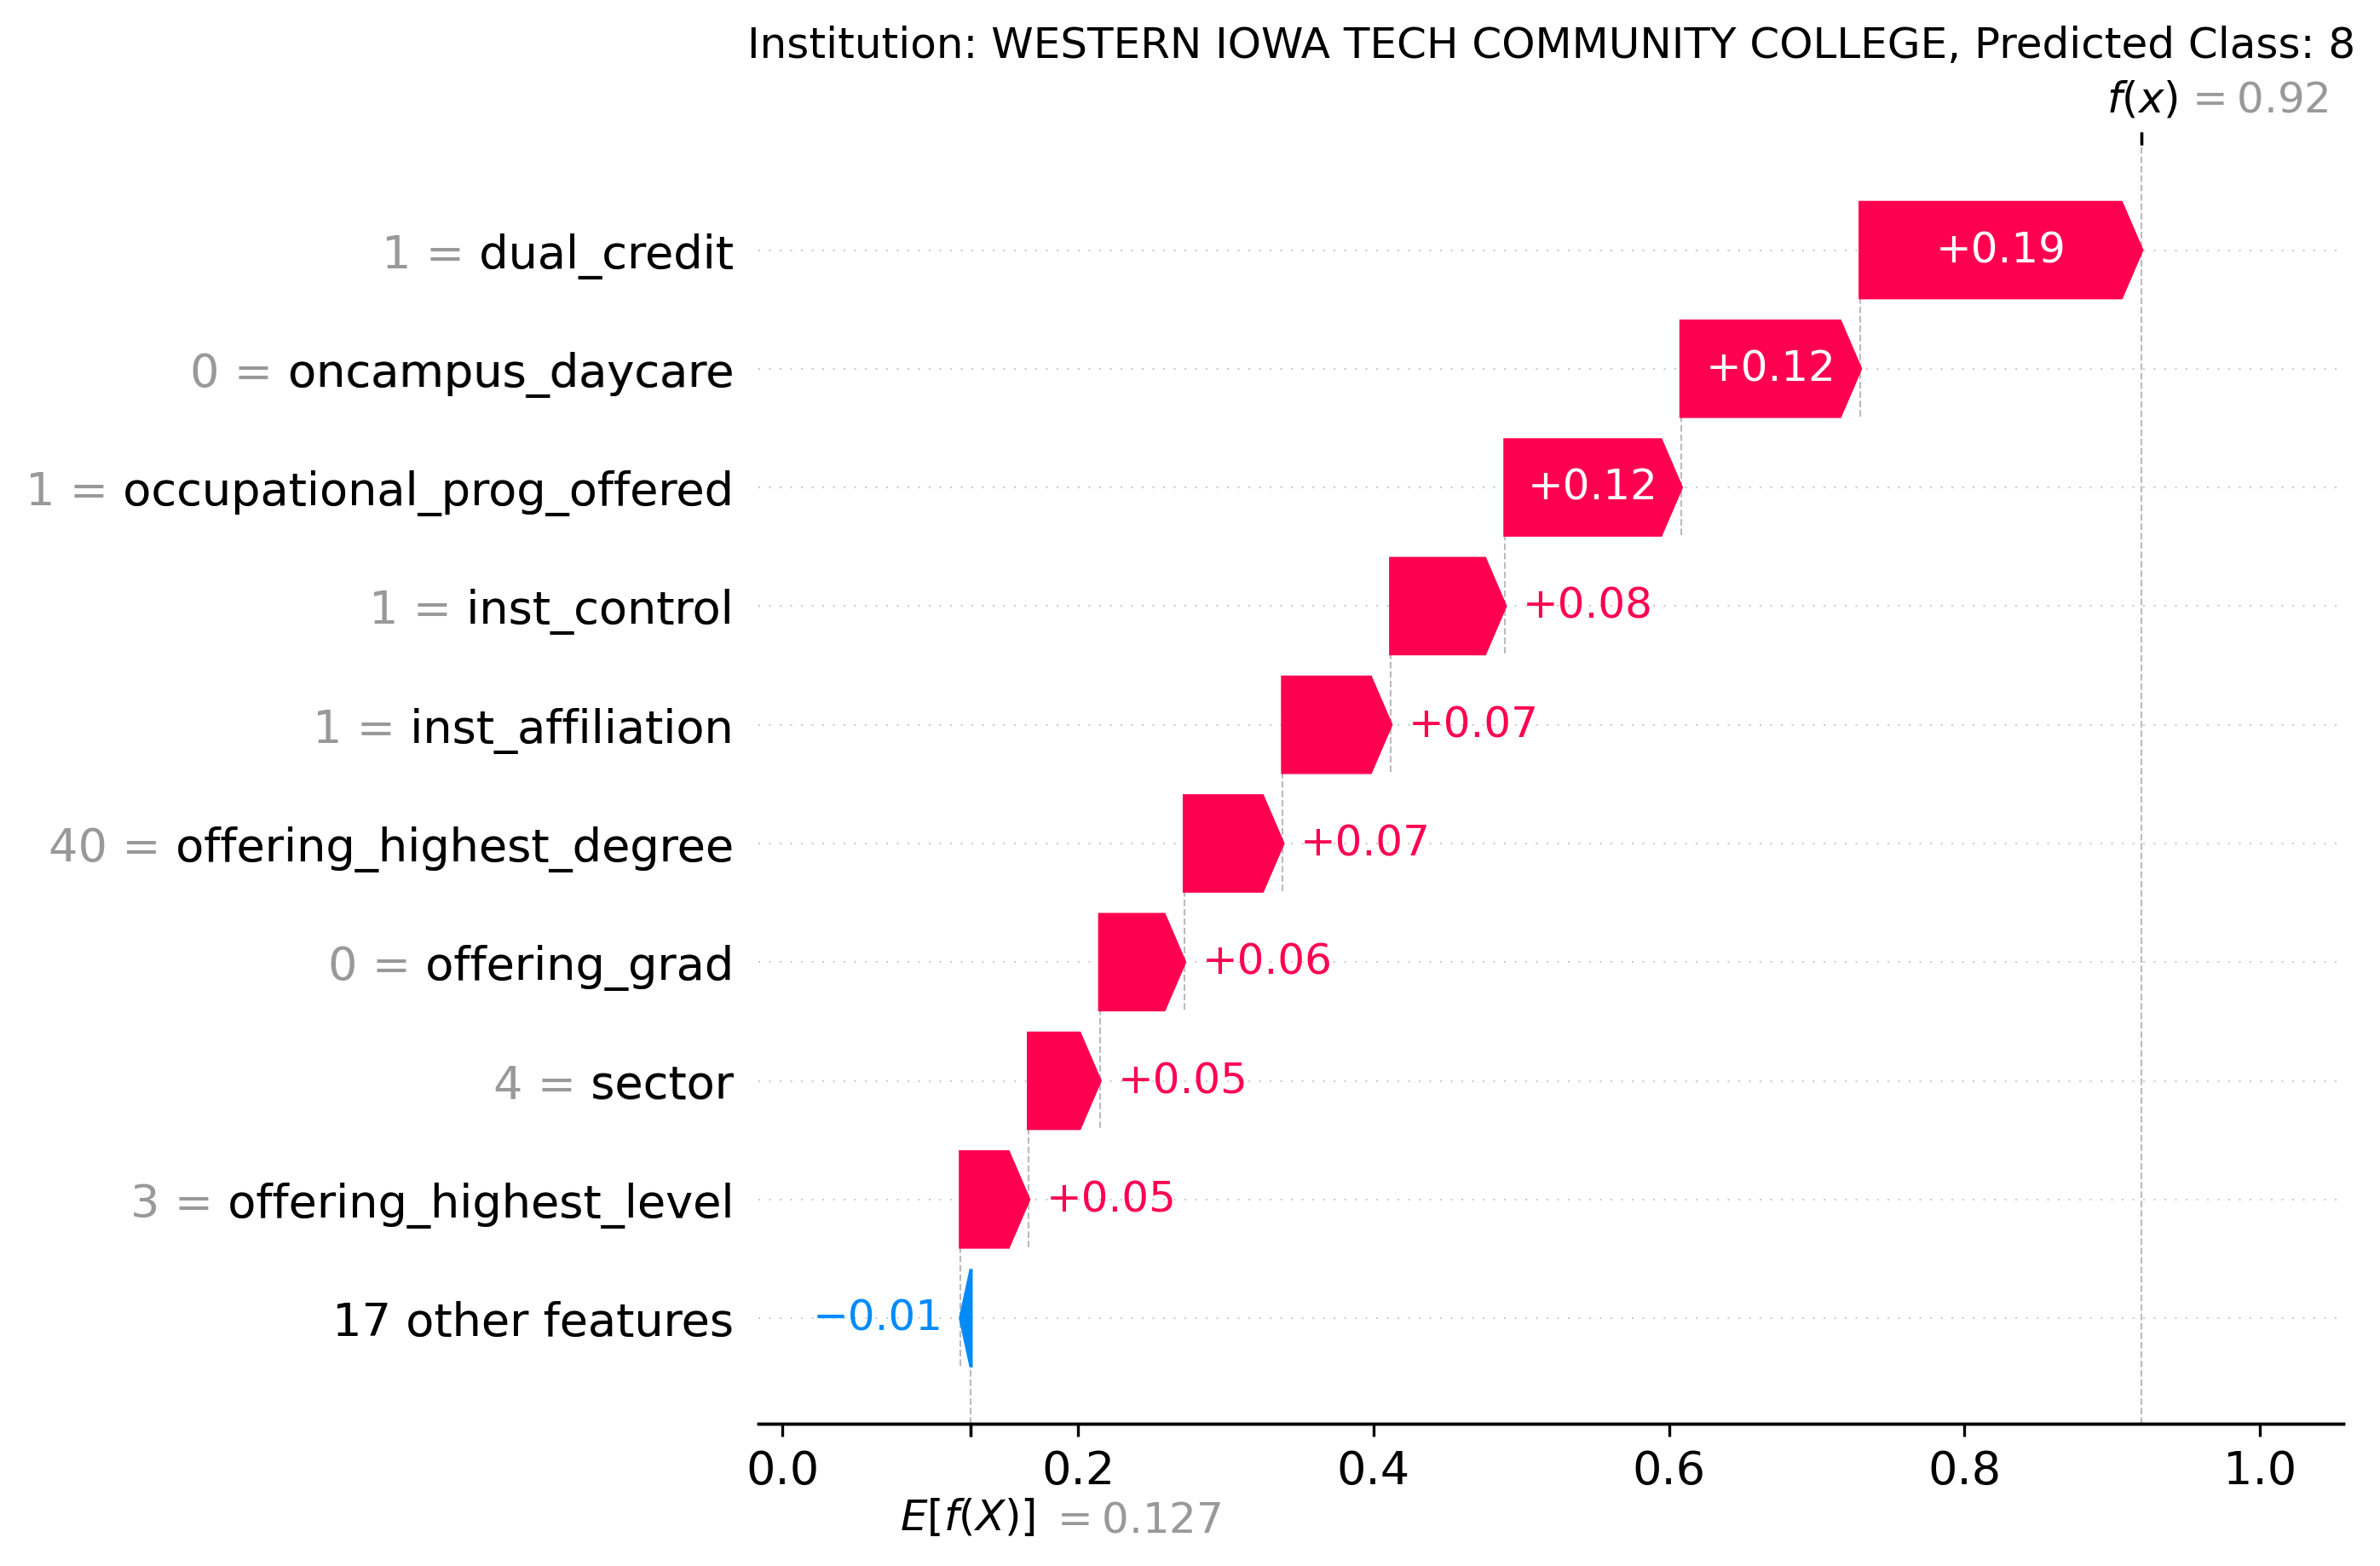 Institution: WESTERN IOWA TECH COMMUNITY COLLEGE, Predicted Class: 8
f(x) = 0.92
1 = dual_credit +0.19
0 = oncampus_daycare +0.12
1 = occupational_prog_offered +0.12
1 = inst_control +0.08
1 = inst_affiliation +0.07
40 = offering_highest_degree +0.07
0 = offering_grad +0.06
4 = sector +0.05
3 = offering_highest_level +0.05
17 other features −0.01
0.0 0.2 0.4 0.6 0.8 1.0
E[f(X)] = 0.127